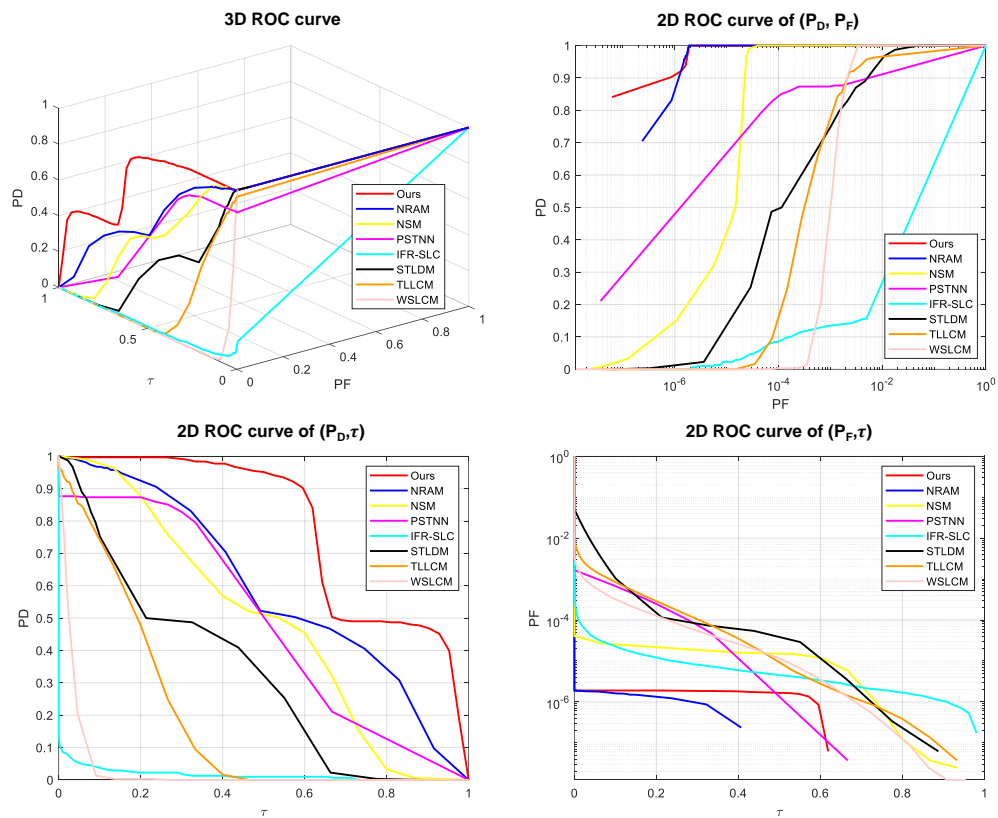 3D ROC curve
PD
1
0.8
0.6
0.4
0.2
0
1
0.5
0
τ
0
0.2
0.4
0.6
0.8
1
PF
Ours
NRAM
NSM
PSTNN
IFR-SLC
STLDM
TLLCM
WSLCM
2D ROC curve of (P_D, P_F)
PD
1
0.9
0.8
0.7
0.6
0.5
0.4
0.3
0.2
0.1
0
10^-6
10^-4
10^-2
10^0
PF
Ours
NRAM
NSM
PSTNN
IFR-SLC
STLDM
TLLCM
WSLCM
2D ROC curve of (P_D,τ)
PD
1
0.9
0.8
0.7
0.6
0.5
0.4
0.3
0.2
0.1
0
0
0.2
0.4
0.6
0.8
1
τ
Ours
NRAM
NSM
PSTNN
IFR-SLC
STLDM
TLLCM
WSLCM
2D ROC curve of (P_F,τ)
PF
10^0
10^-2
10^-4
10^-6
0
0.2
0.4
0.6
0.8
1
τ
Ours
NRAM
NSM
PSTNN
IFR-SLC
STLDM
TLLCM
WSLCM